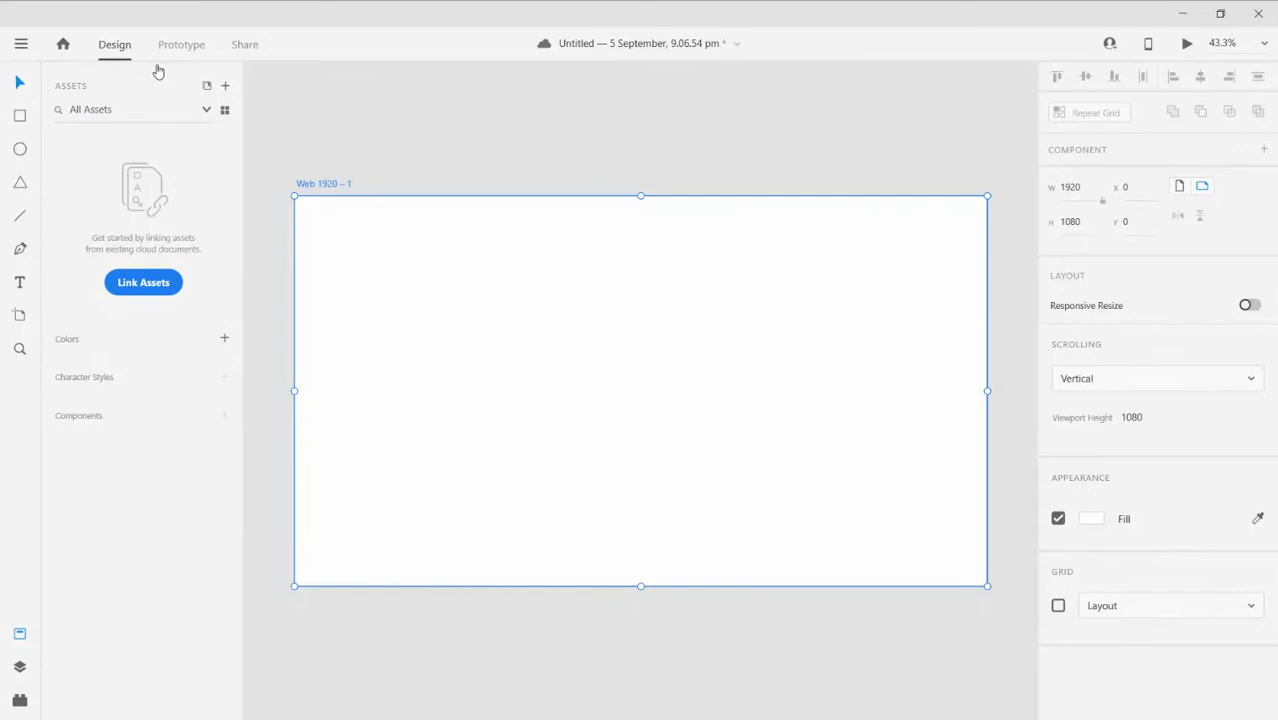 Design
Prototype
Share
Untitled — 5 September, 9.06.54 pm *
43.3%
ASSETS
All Assets
Get started by linking assets
from existing cloud documents.
Link Assets
Colors
Character Styles
Components
Web 1920 – 1
Repeat Grid
COMPONENT
W 1920 X 0
H 1080 Y 0
LAYOUT
Responsive Resize
SCROLLING
Vertical
Viewport Height 1080
APPEARANCE
Fill
GRID
Layout